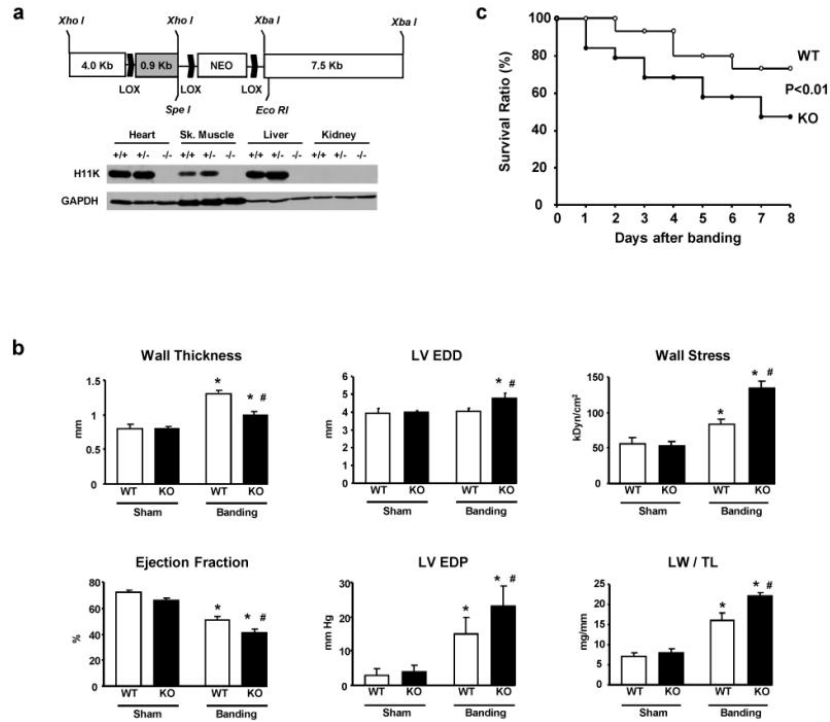 a
Xho I Xho I Xba I Xba I
4.0 Kb 0.9 Kb NEO 7.5 Kb
LOX LOX LOX
Spe I Eco RI
Heart Sk. Muscle Liver Kidney
+/+ +/- -/- +/+ +/- -/- +/+ +/- -/- +/+ +/- -/-
H11K
GAPDH
c
Survival Ratio (%)
100
80
60
40
20
0
WT
P<0.01
KO
0 1 2 3 4 5 6 7 8
Days after banding
b
Wall Thickness
mm
1.5
1
0.5
0
*
* #
WT KO WT KO
Sham Banding
LV EDD
mm
6
5
4
3
2
1
0
* #
WT KO WT KO
Sham Banding
Wall Stress
kDyn/cm²
150
100
50
0
*
* #
WT KO WT KO
Sham Banding
Ejection Fraction
%
80
60
40
20
0
*
* #
WT KO WT KO
Sham Banding
LV EDP
mm Hg
30
20
10
0
*
* #
WT KO WT KO
Sham Banding
LW / TL
mg/mm
25
20
15
10
5
0
*
* #
WT KO WT KO
Sham Banding